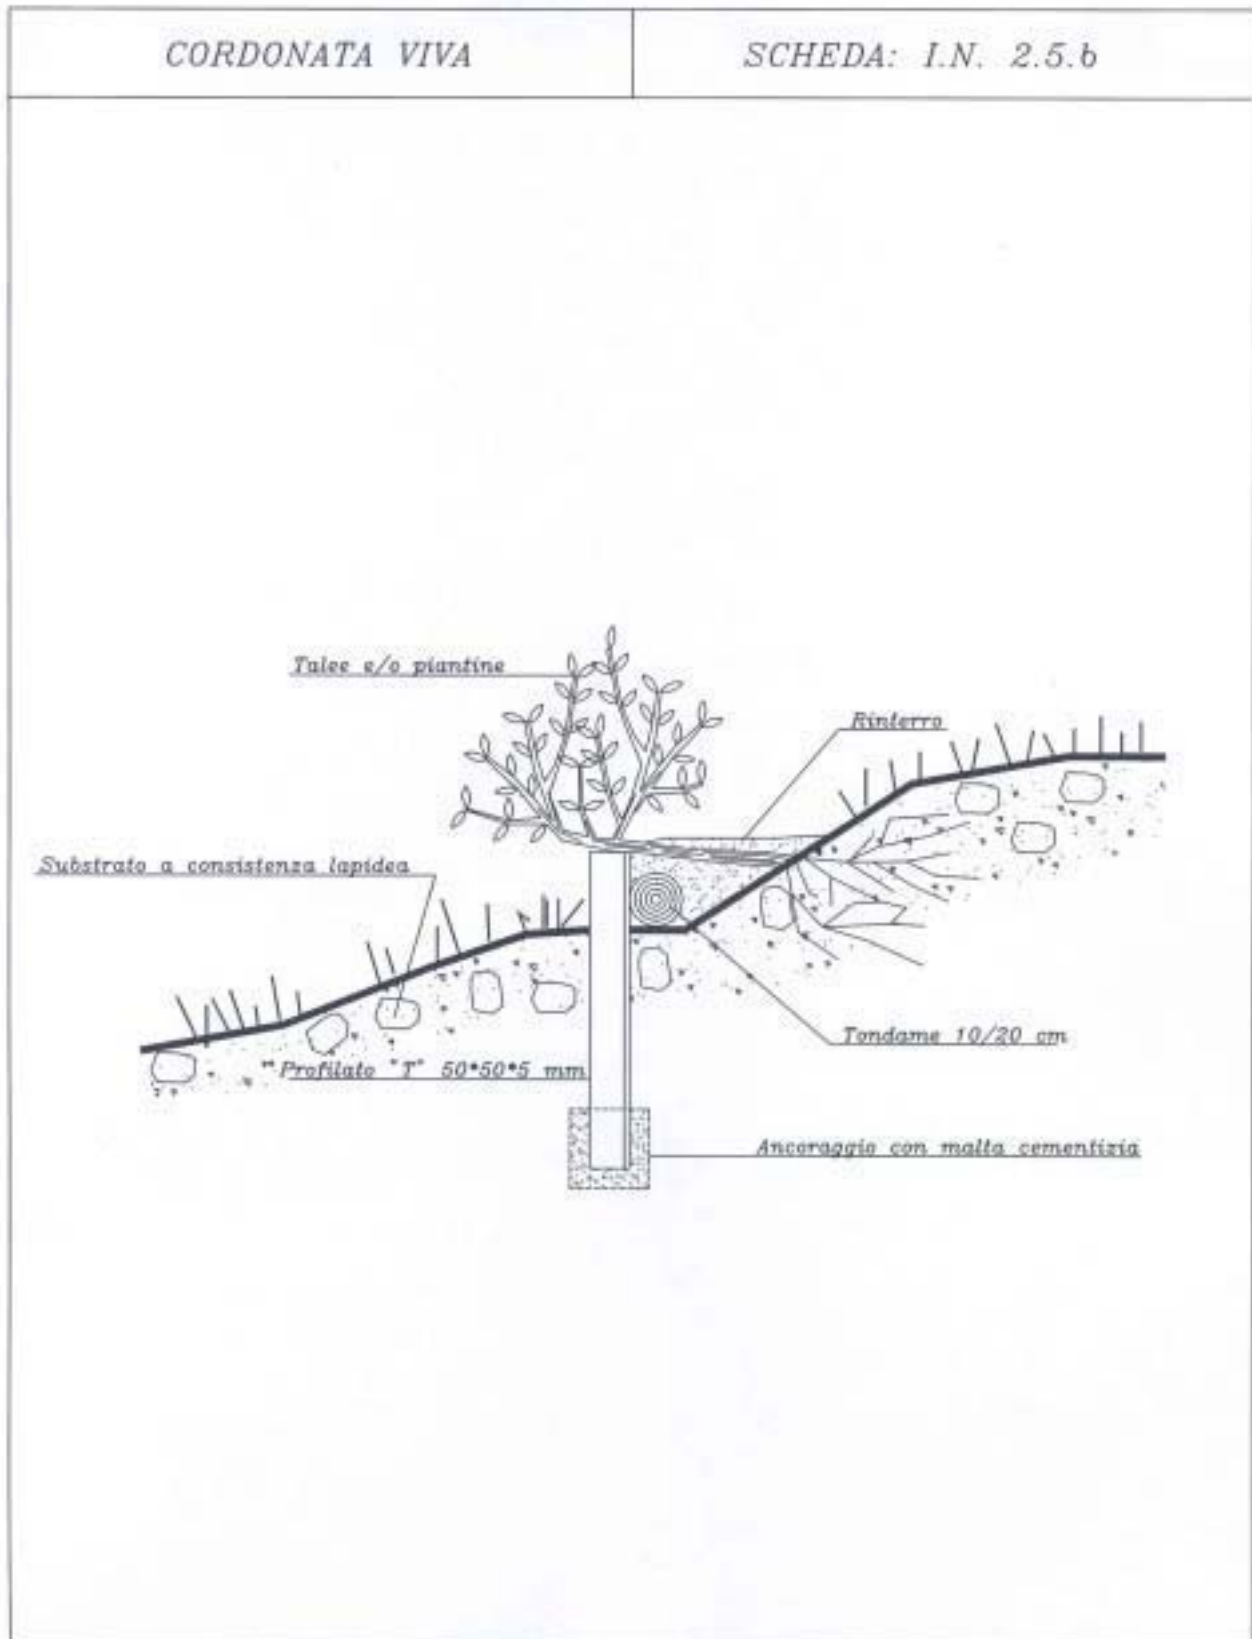 CORDONATA VIVA
SCHEDA: I.N. 2.5.b
Talee e/o piantine
Rinterro
Substrato a consistenza lapidea
Tondame 10/20 cm
Profilato "T" 50*50*5 mm
Ancoraggio con malta cementizia